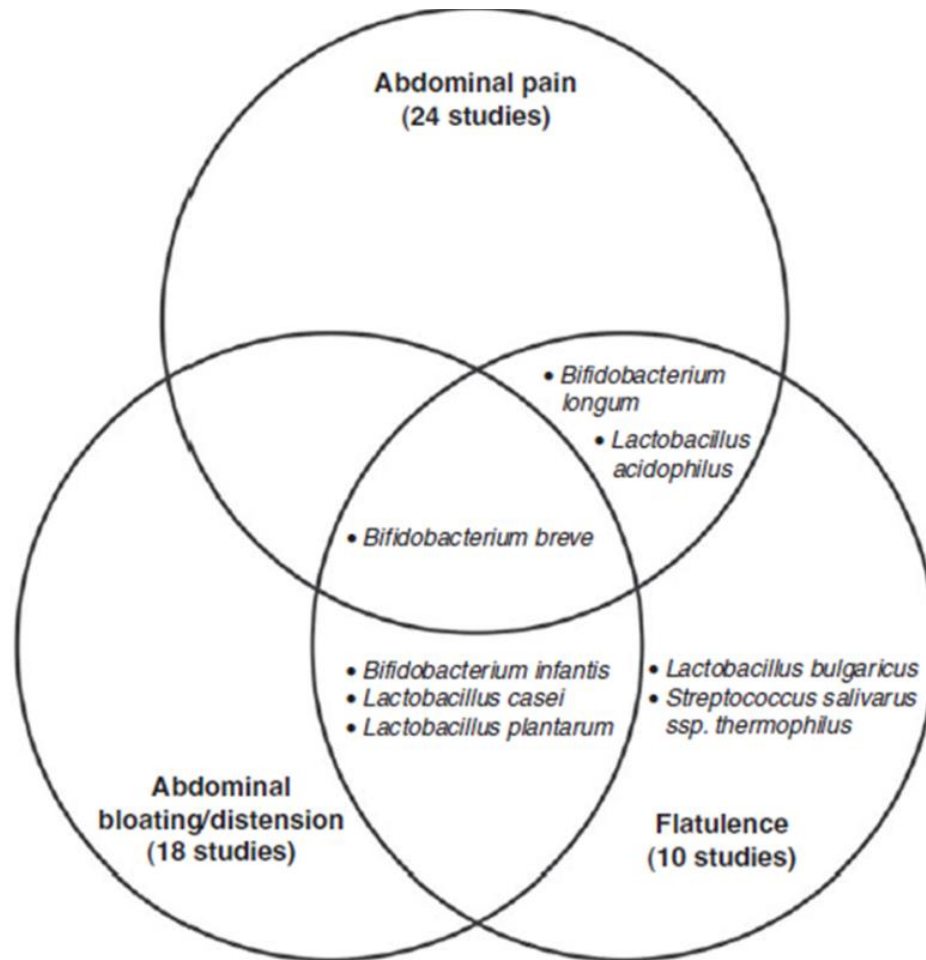 Abdominal pain
(24 studies)
• Bifidobacterium
longum
• Lactobacillus
acidophilus
• Bifidobacterium breve
• Bifidobacterium infantis
• Lactobacillus casei
• Lactobacillus plantarum
• Lactobacillus bulgaricus
• Streptococcus salivarus
ssp. thermophilus
Abdominal
bloating/distension
(18 studies)
Flatulence
(10 studies)